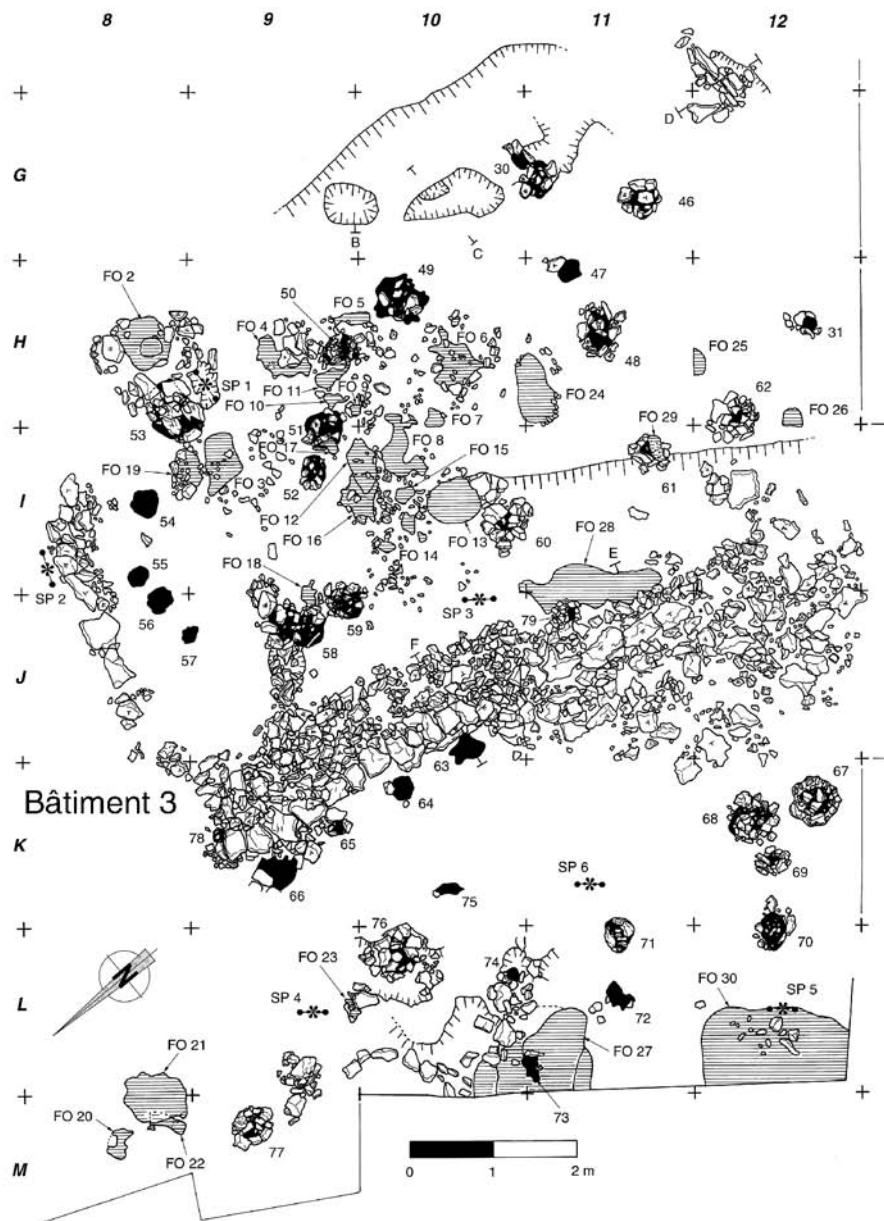 8 9 10 11 12
D
G 30 46
B C
FO 2 49 47
50 FO 5
H FO 4 FO 6 48 31
FO 25
SP 1 FO 11 FO 9 FO 24 62
FO 10 FO 7 FO 29 FO 26
53 51 FO 8
FO 17 FO 15
FO 19 52 61
FO 3
I 54 FO 12 60
FO 16 FO 13 FO 28
55 FO 14 E
SP 2 FO 18
56 59 SP 3 79
57 58 F
J
63
Bâtiment 3 64 67
68
K 78 65
69
66 75 SP 6
76 71 70
FO 23 74 FO 30
N SP 4 SP 5
L 72
FO 21 FO 27
73
FO 20
77
FO 22
M 0 1 2 m